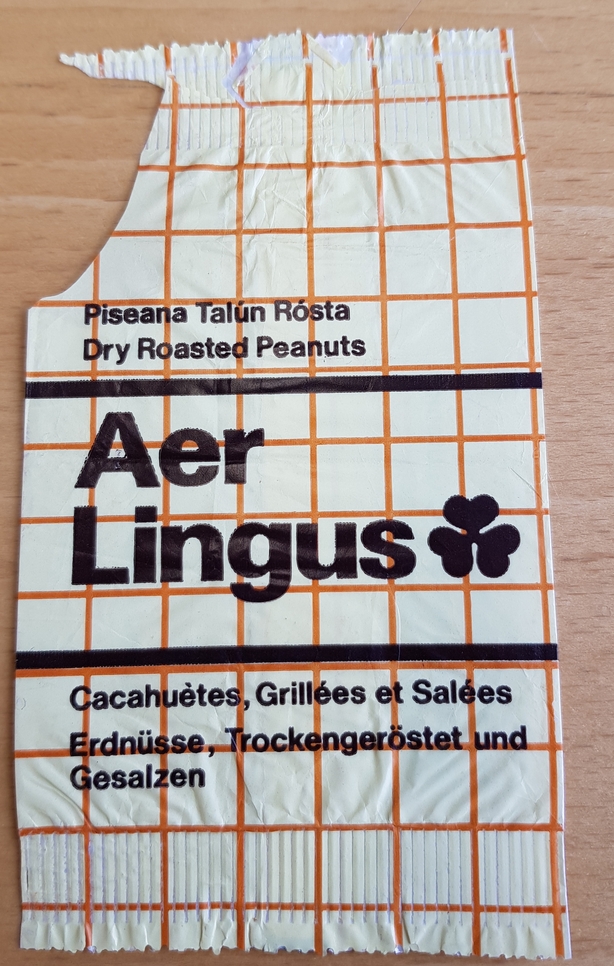 Piseana Talún Rósta
Dry Roasted Peanuts
Aer
Lingus
Cacahuètes, Grillées et Salées
Erdnüsse, Trockengeröstet und
Gesalzen